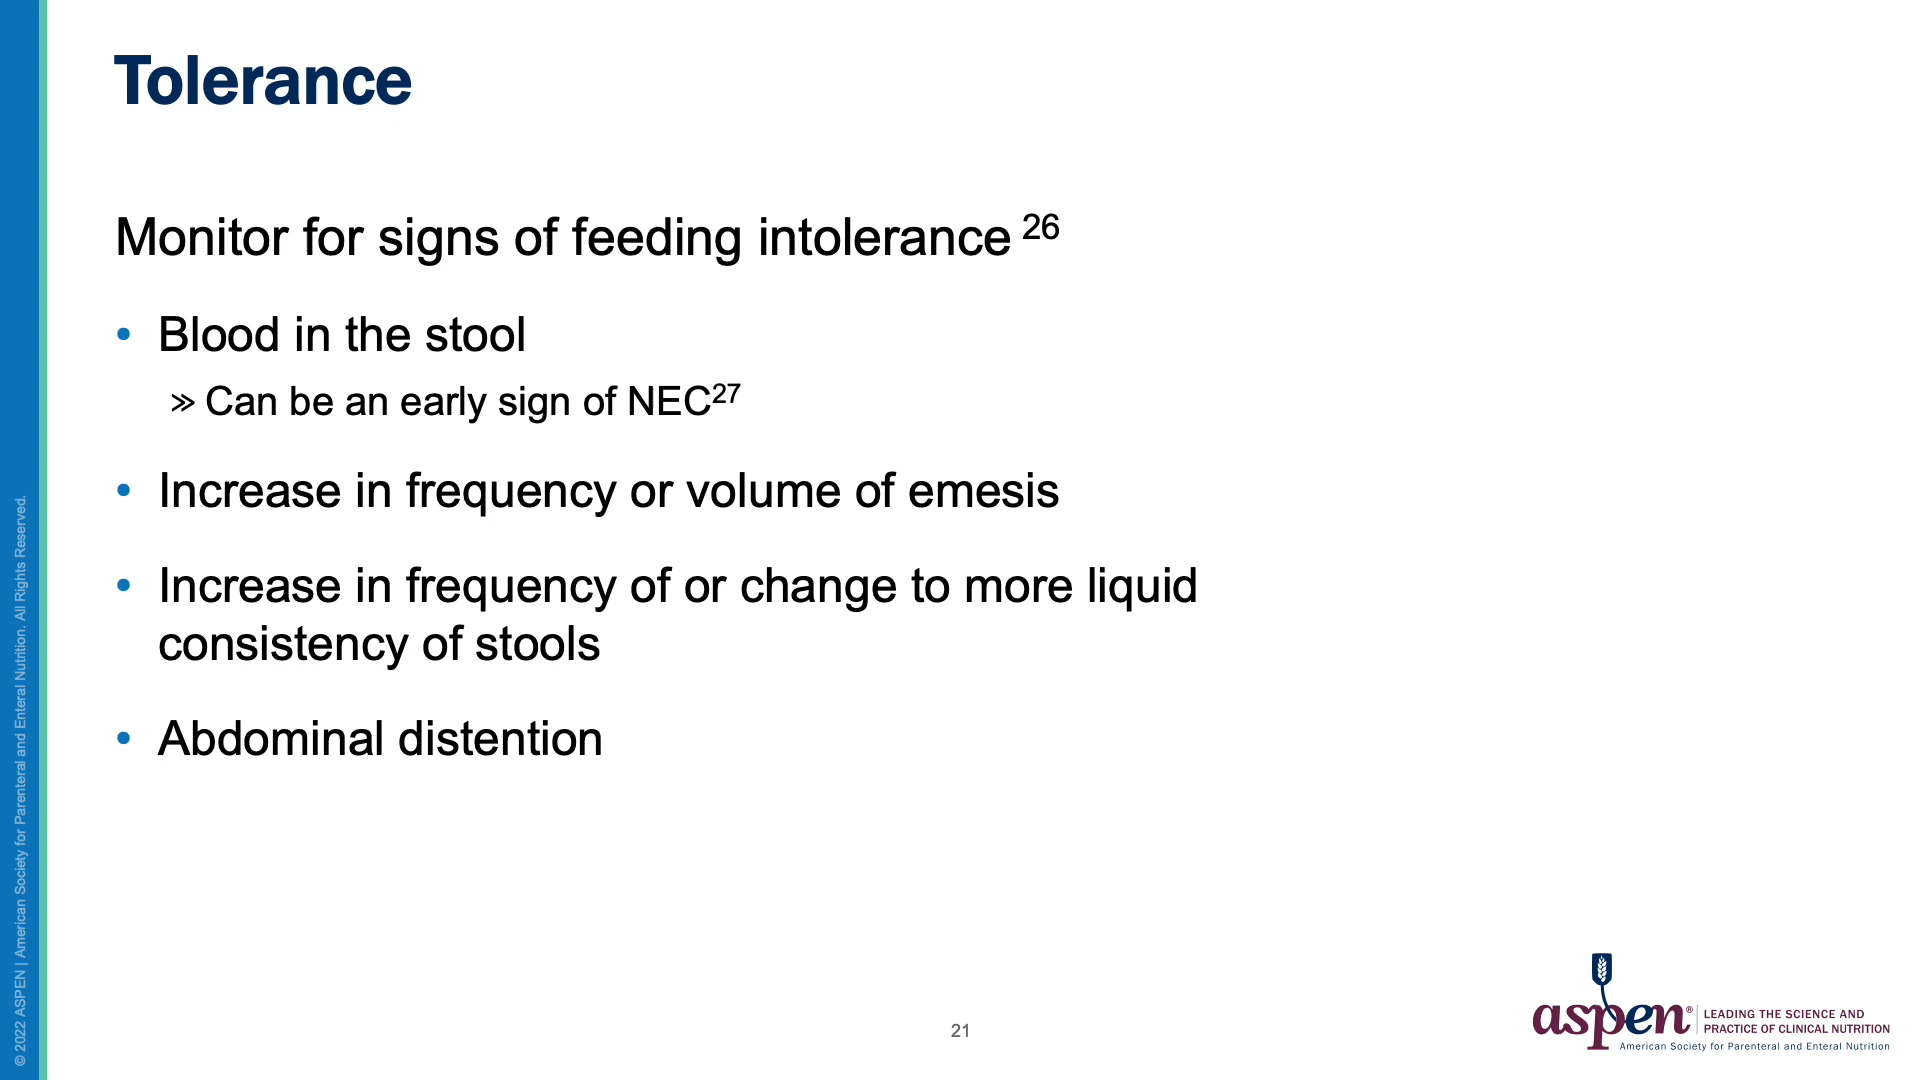 Tolerance
Monitor for signs of feeding intolerance 26
• Blood in the stool
» Can be an early sign of NEC27
• Increase in frequency or volume of emesis
• Increase in frequency of or change to more liquid
consistency of stools
• Abdominal distention
© 2022 ASPEN | American Society for Parenteral and Enteral Nutrition. All Rights Reserved.
21
aspen® | LEADING THE SCIENCE AND
PRACTICE OF CLINICAL NUTRITION
American Society for Parenteral and Enteral Nutrition